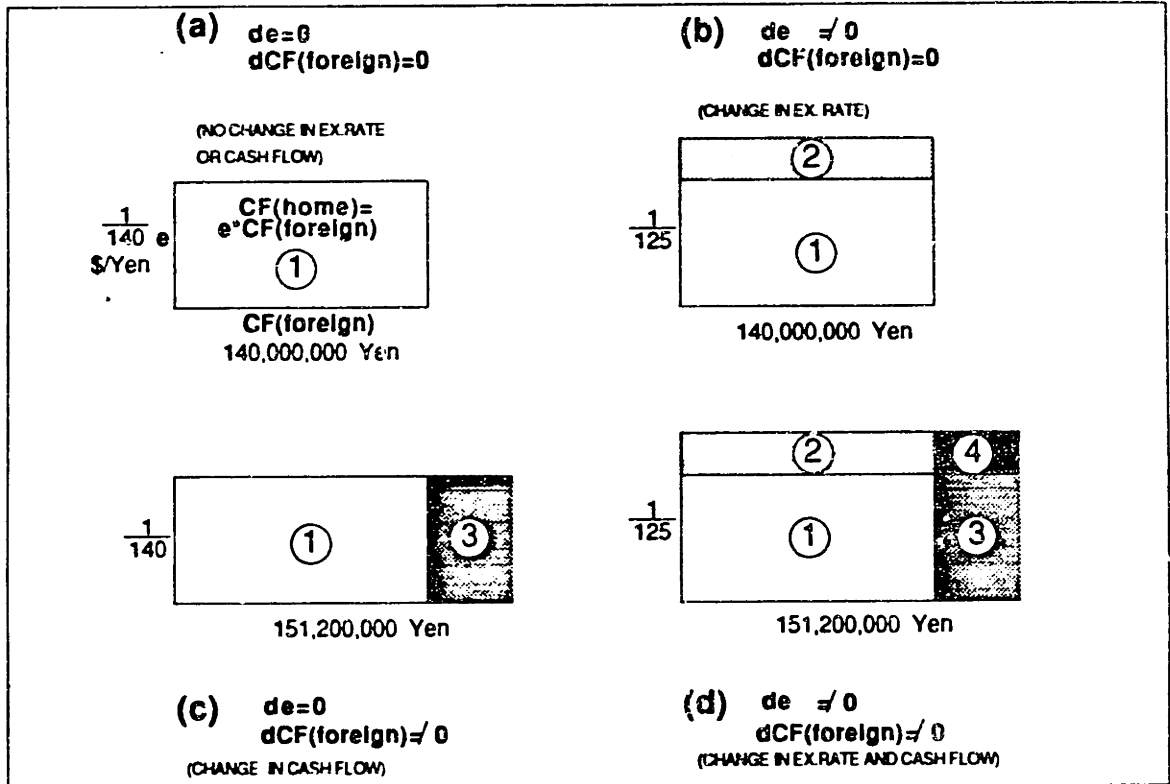 (a) de=0
dCF(foreign)=0
(NO CHANGE IN EX.RATE
OR CASH FLOW)
CF(home)=
e*CF(foreign)
1
140 e
$/Yen
1
CF(foreign)
140,000,000 Yen
(b) de ≠ 0
dCF(foreign)=0
(CHANGE IN EX. RATE)
2
1
125
1
140,000,000 Yen
1
140
1
3
151,200,000 Yen
(c) de=0
dCF(foreign)≠ 0
(CHANGE IN CASH FLOW)
2
4
1
125
1
3
151,200,000 Yen
(d) de ≠ 0
dCF(foreign)≠ 0
(CHANGE IN EX.RATE AND CASH FLOW)